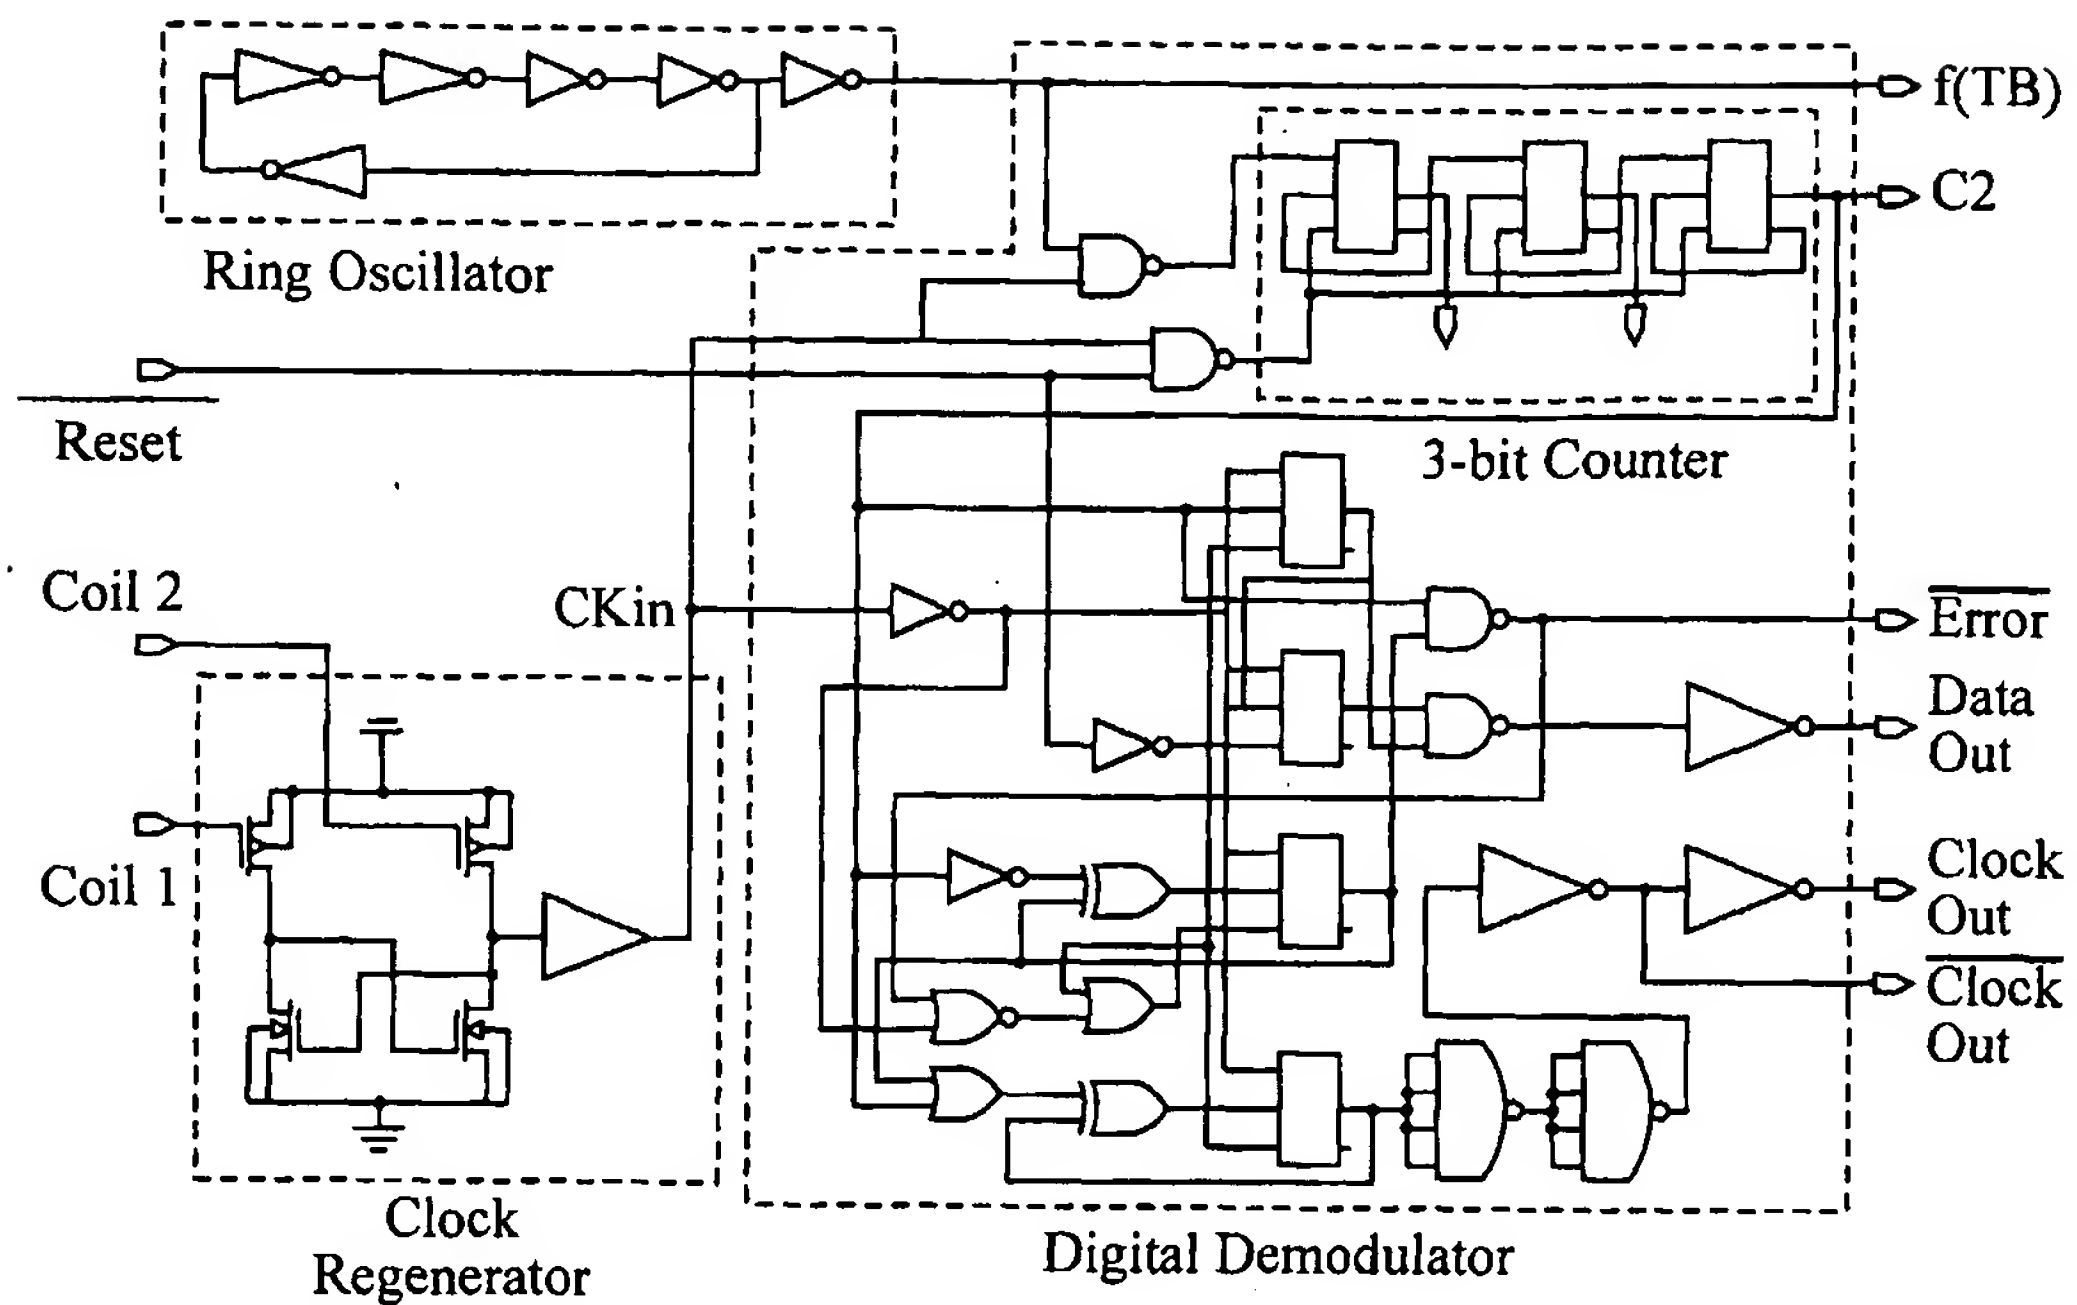 f(TB)
C2
Ring Oscillator
Reset
3-bit Counter
Coil 2
CKin
Error
Data
Out
Coil 1
Clock
Out
Clock
Out
Clock
Regenerator
Digital Demodulator